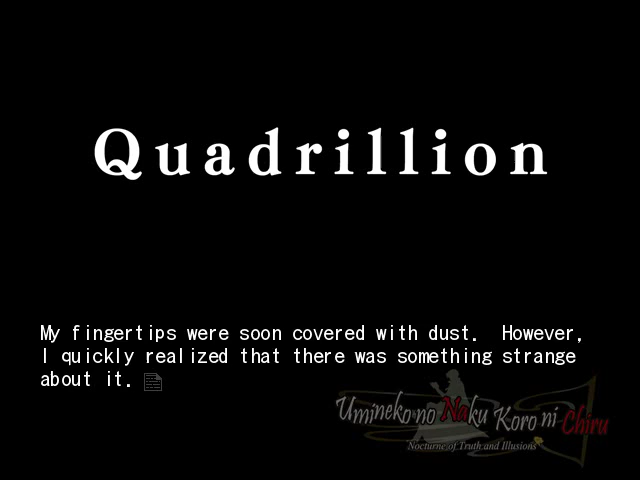 Quadrillion
My fingertips were soon covered with dust.  However,
I quickly realized that there was something strange
about it.
Umineko no Naku Koro ni Chiru
Nocturne of Truth and Illusions